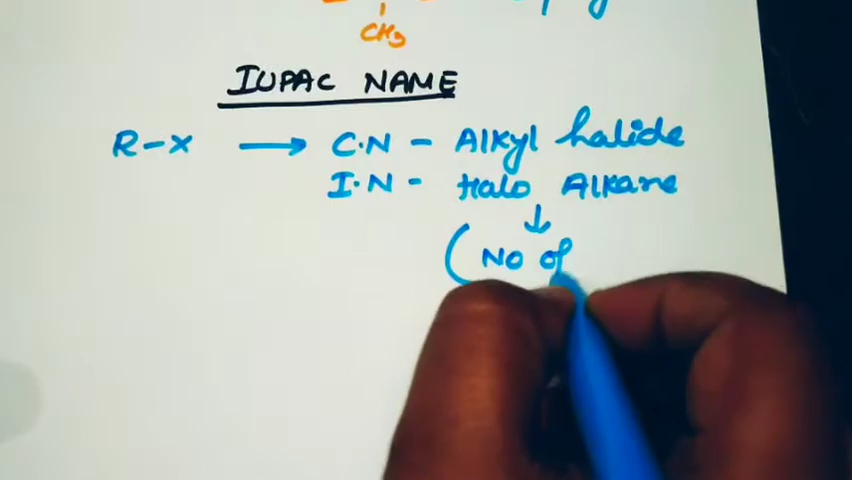 CH3
IUPAC NAME
R-X → C.N - Alkyl halide
I.N - Halo Alkane
↓
(No of